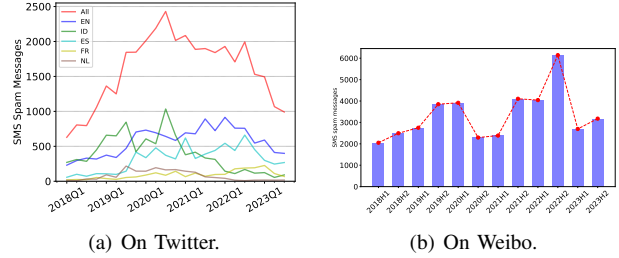 SMS Spam Messages
2500
2000
1500
1000
500
0
All
EN
ID
ES
FR
NL
2018Q1
2019Q1
2020Q1
2021Q1
2022Q1
2023Q1
(a) On Twitter.
SMS spam messages
6000
5000
4000
3000
2000
1000
0
2018H1
2018H2
2019H1
2019H2
2020H1
2020H2
2021H1
2021H2
2022H1
2022H2
2023H1
2023H2
(b) On Weibo.